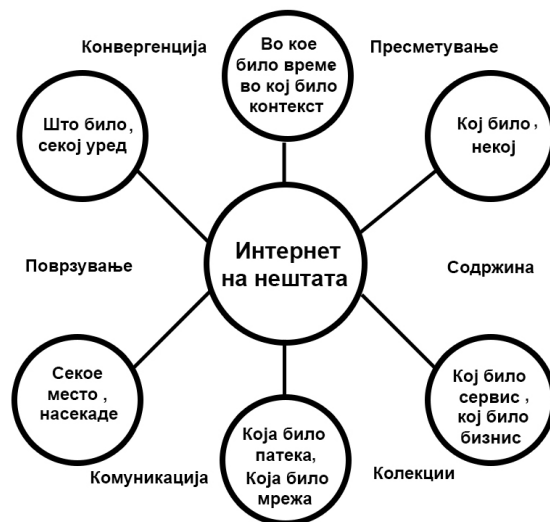 Конвергенција
Во кое
било време
во кој било
контекст
Пресметување
Што било ,
секој уред
Кој било ,
некој
Интернет
на нештата
Поврзување
Содржина
Секое
место ,
насекаде
Која било
патека,
Која било
мрежа
Кој било
сервис ,
кој било
бизнис
Комуникација
Колекции